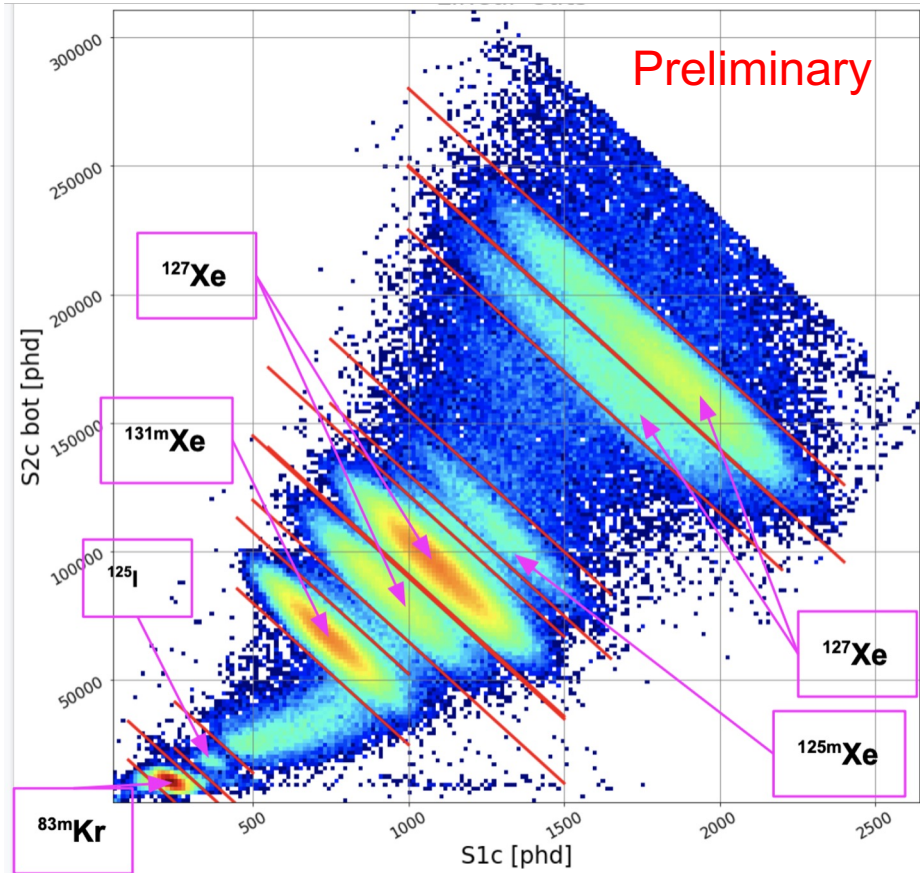 Preliminary
300000
250000
200000
150000
100000
50000
S2c bot [phd]
¹²⁷Xe
¹³¹ᵐXe
¹²⁵I
⁸³ᵐKr
¹²⁷Xe
¹²⁵ᵐXe
500
1000
1500
2000
2500
S1c [phd]